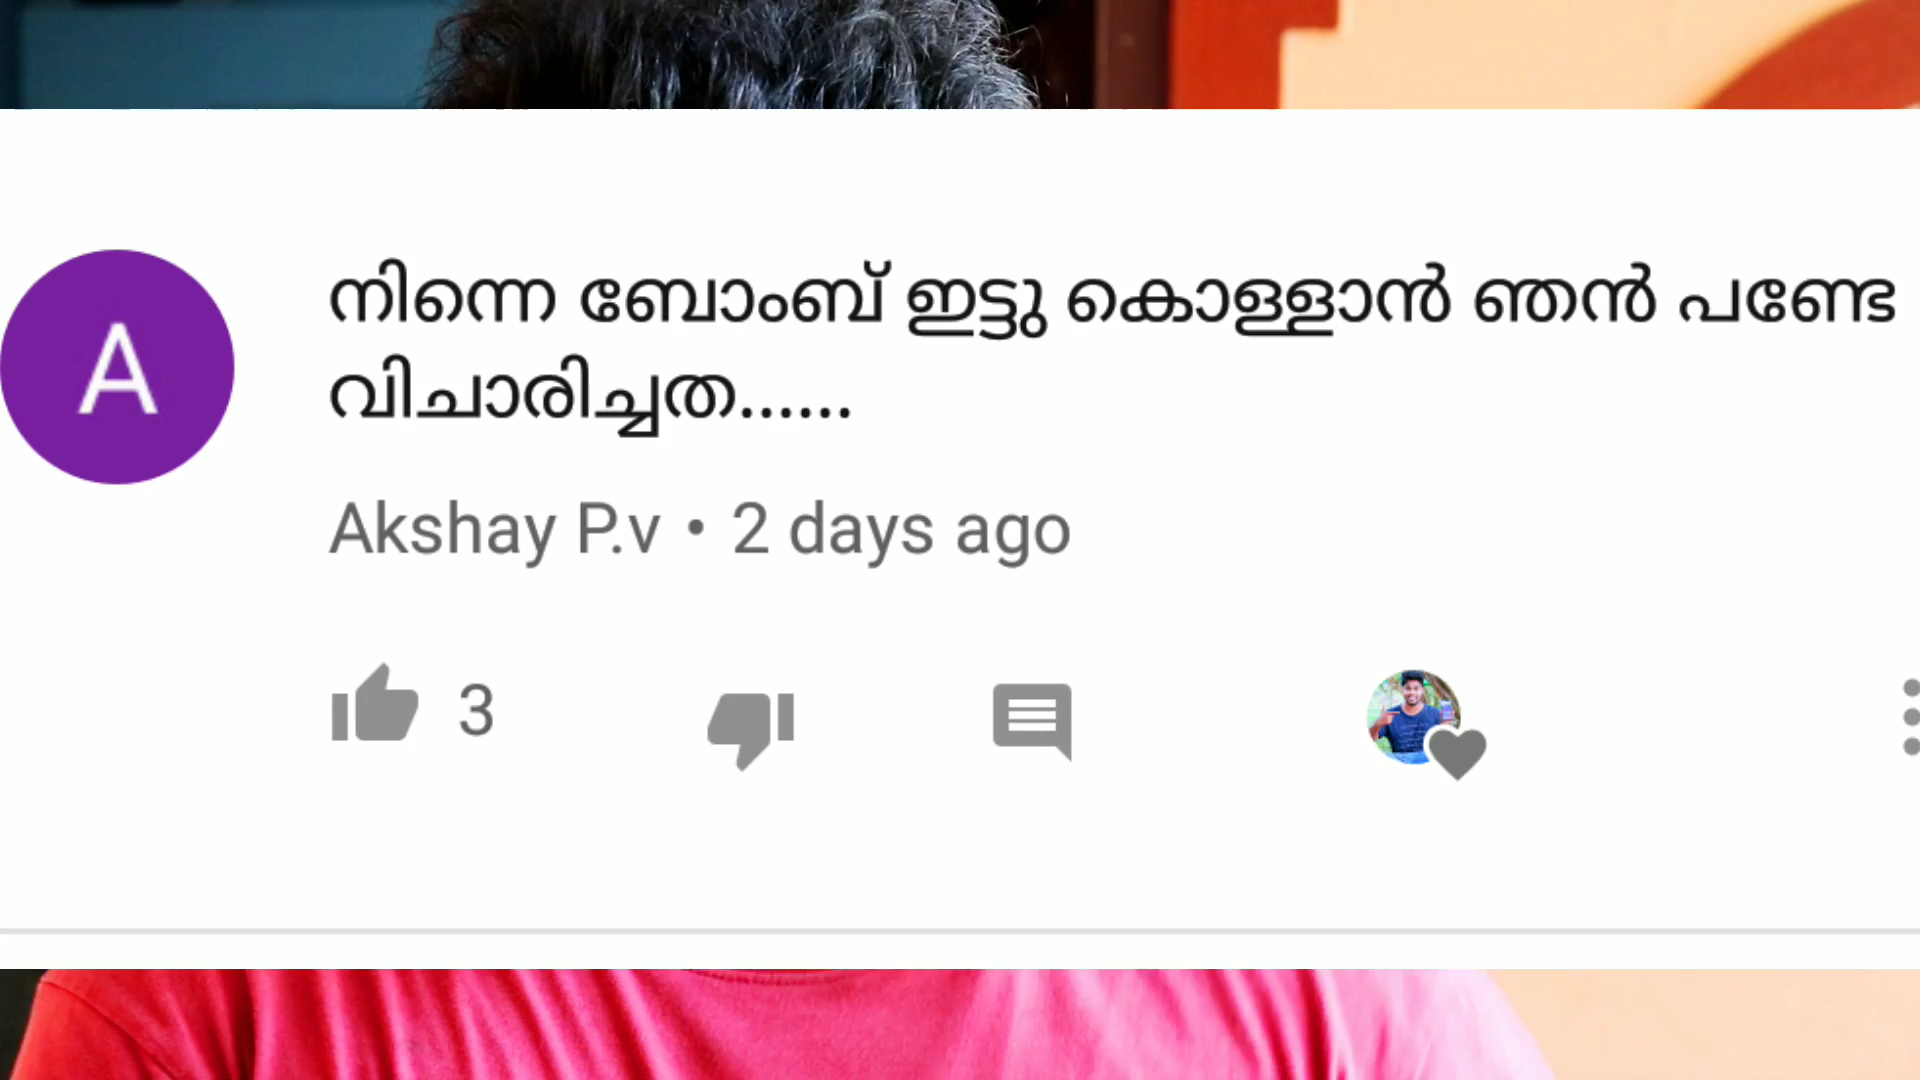 A
നിന്നെ ബോംബ് ഇട്ടു കൊള്ളാൻ ഞൻ പണ്ടേ
വിചാരിച്ചത......
Akshay P.v • 2 days ago
3